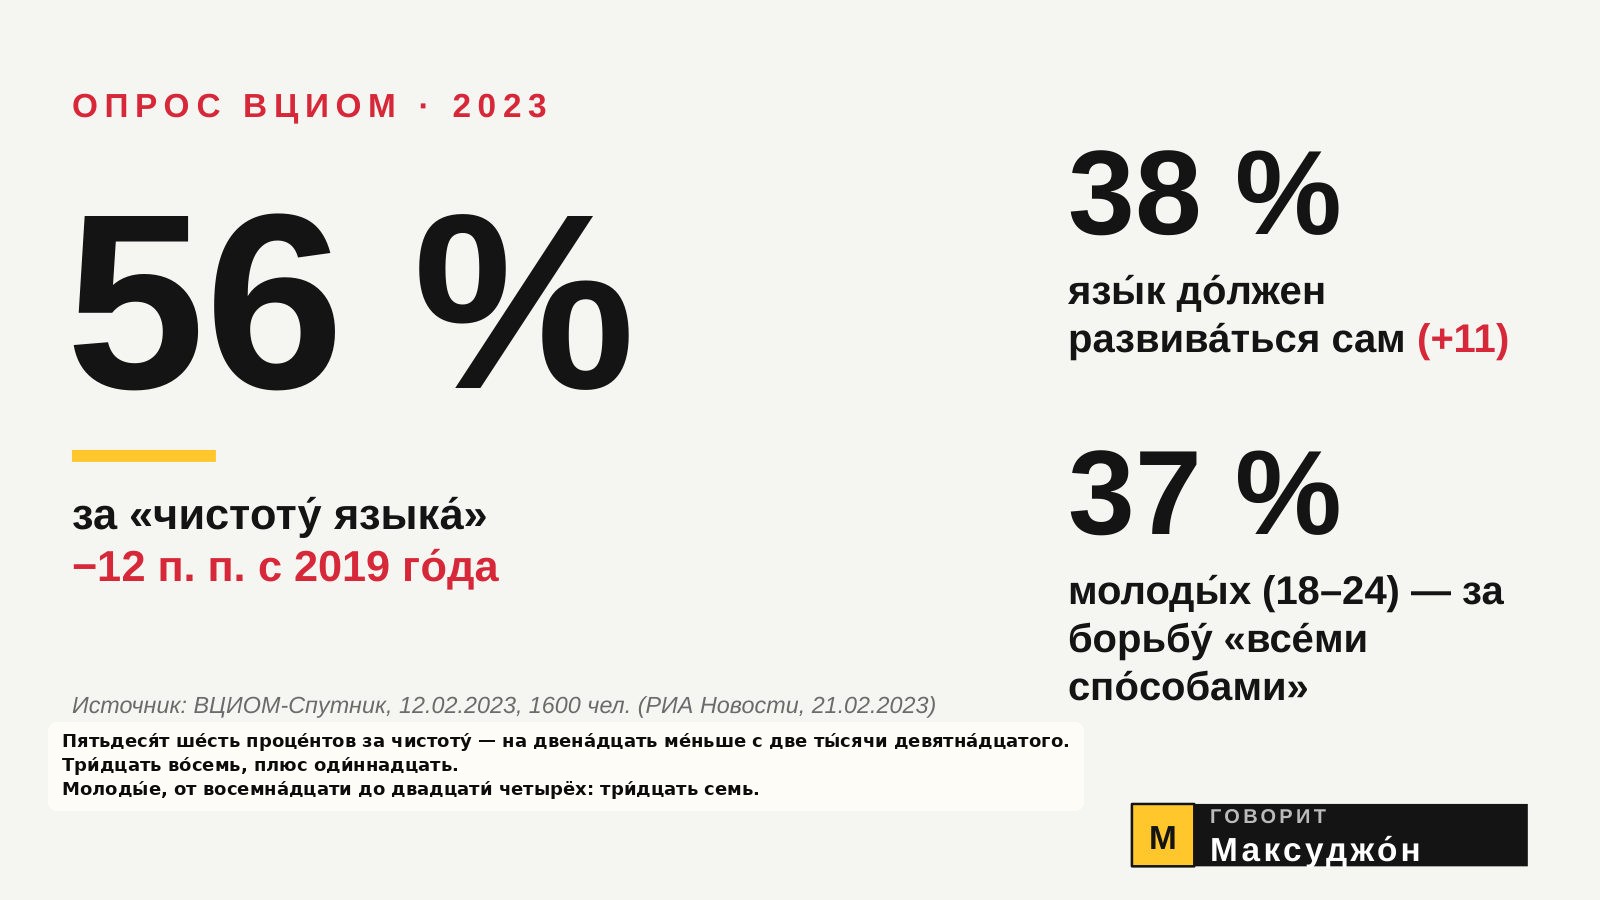 ОПРОС ВЦИОМ · 2023
56 %
за «чистоту́ языка́»
−12 п. п. с 2019 го́да
38 %
язы́к до́лжен
развива́ться сам (+11)
37 %
молоды́х (18–24) — за
борьбу́ «все́ми
спо́собами»
Источник: ВЦИОМ-Спутник, 12.02.2023, 1600 чел. (РИА Новости, 21.02.2023)
Пятьдеся́т ше́сть проце́нтов за чистоту́ — на двена́дцать ме́ньше с две ты́сячи девятна́дцатого.
Три́дцать во́семь, плюс оди́ннадцать.
Молоды́е, от восемна́дцати до двадцати́ четырёх: три́дцать семь.
М
ГОВОРИТ
Максуджо́н